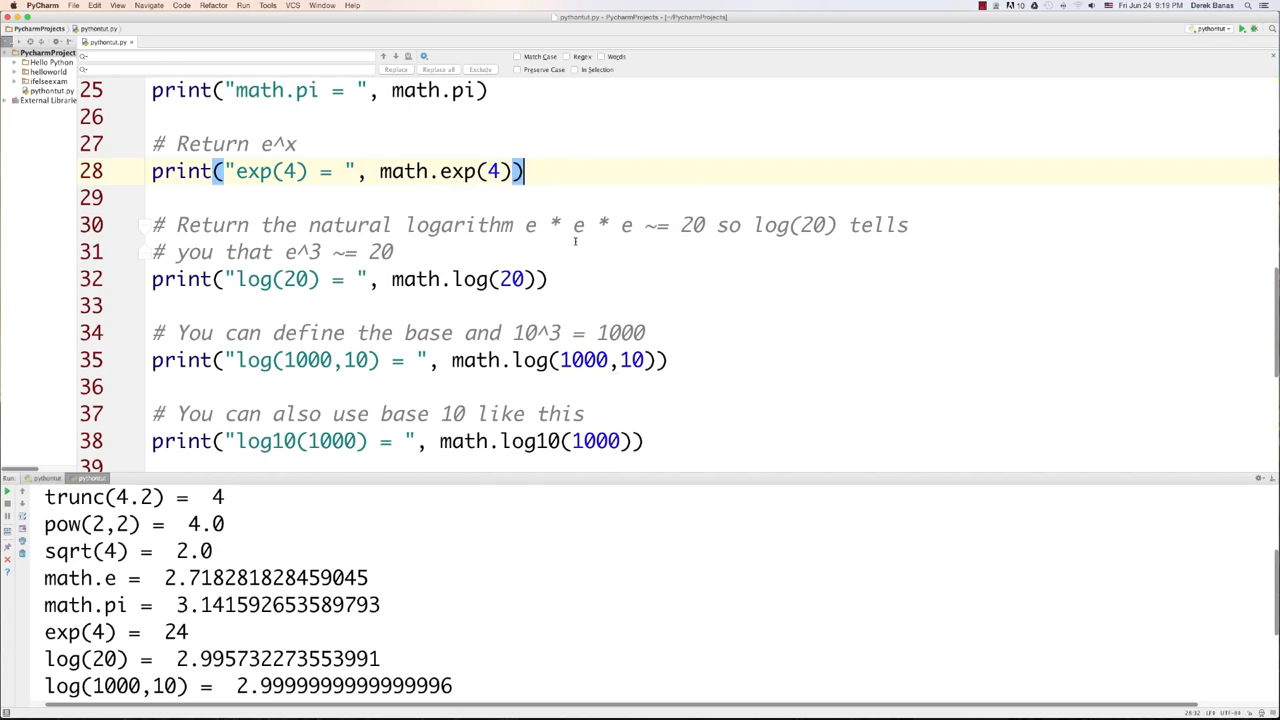 PyCharm File Edit View Navigate Code Refactor Run Tools VCS Window Help
10 Fri Jun 24 9:19 PM Derek Banas
pythontut.py - PycharmProjects - [~/PycharmProjects]
PycharmProjects pythontut.py
pythontut
pythontut.py ×
PycharmProject
Hello Python
helloworld
ifelseexam
pythontut.py
External Librarie
Match Case Regex Words
Replace Replace all Exclude Preserve Case In Selection
25 print("math.pi = ", math.pi)
26
27 # Return e^x
28 print("exp(4) = ", math.exp(4))
29
30 # Return the natural logarithm e * e * e ~= 20 so log(20) tells
31 # you that e^3 ~= 20
32 print("log(20) = ", math.log(20))
33
34 # You can define the base and 10^3 = 1000
35 print("log(1000,10) = ", math.log(1000,10))
36
37 # You can also use base 10 like this
38 print("log10(1000) = ", math.log10(1000))
39
Run: pythontut pythontut
trunc(4.2) =  4
pow(2,2) =  4.0
sqrt(4) =  2.0
math.e =  2.718281828459045
math.pi =  3.141592653589793
exp(4) =  24
log(20) =  2.995732273553991
log(1000,10) =  2.9999999999999996
28:32 LF÷ UTF-8÷